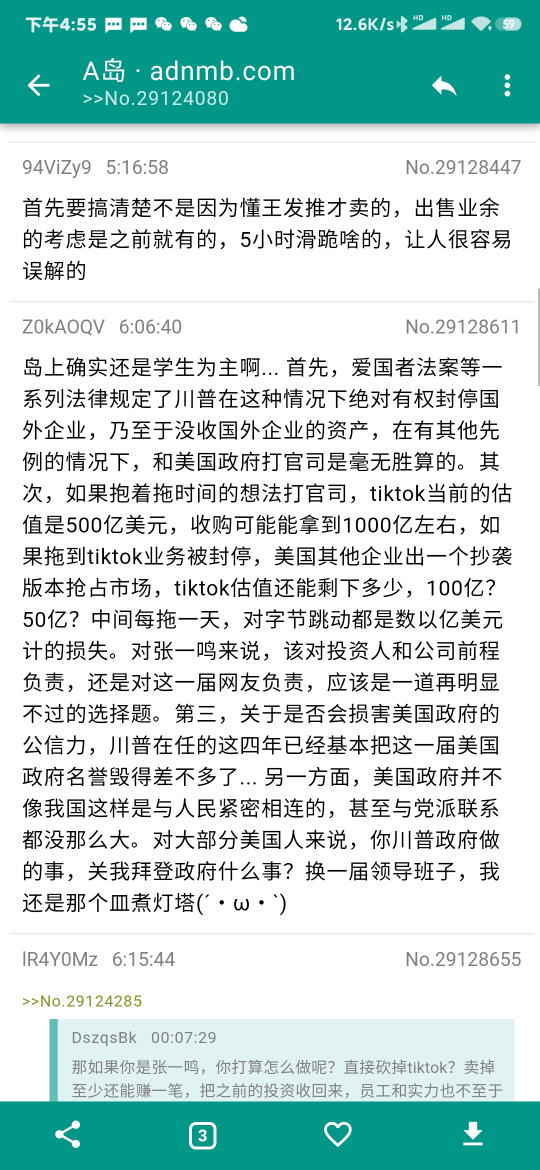 下午4:55
12.6K/s
HD
HD
59
A岛 · adnmb.com
>>No.29124080
94ViZy9 5:16:58 No.29128447
首先要搞清楚不是因为懂王发推才卖的，出售业余
的考虑是之前就有的，5小时滑跪啥的，让人很容易
误解的
Z0kAOQV 6:06:40 No.29128611
岛上确实还是学生为主啊... 首先，爱国者法案等一
系列法律规定了川普在这种情况下绝对有权封停国
外企业，乃至于没收国外企业的资产，在有其他先
例的情况下，和美国政府打官司是毫无胜算的。其
次，如果抱着拖时间的想法打官司，tiktok当前的估
值是500亿美元，收购可能能拿到1000亿左右，如
果拖到tiktok业务被封停，美国其他企业出一个抄袭
版本抢占市场，tiktok估值还能剩下多少，100亿？
50亿？中间每拖一天，对字节跳动都是数以亿美元
计的损失。对张一鸣来说，该对投资人和公司前程
负责，还是对这一届网友负责，应该是一道再明显
不过的选择题。第三，关于是否会损害美国政府的
公信力，川普在任的这四年已经基本把这一届美国
政府名誉毁得差不多了... 另一方面，美国政府并不
像我国这样是与人民紧密相连的，甚至与党派联系
都没那么大。对大部分美国人来说，你川普政府做
的事，关我拜登政府什么事？换一届领导班子，我
还是那个皿煮灯塔(´・ω・`)
lR4Y0Mz 6:15:44 No.29128655
>>No.29124285
DszqsBk 00:07:29
那如果你是张一鸣，你打算怎么做呢？直接砍掉tiktok？卖掉
至少还能赚一笔，把之前的投资收回来，员工和实力也不至于
3